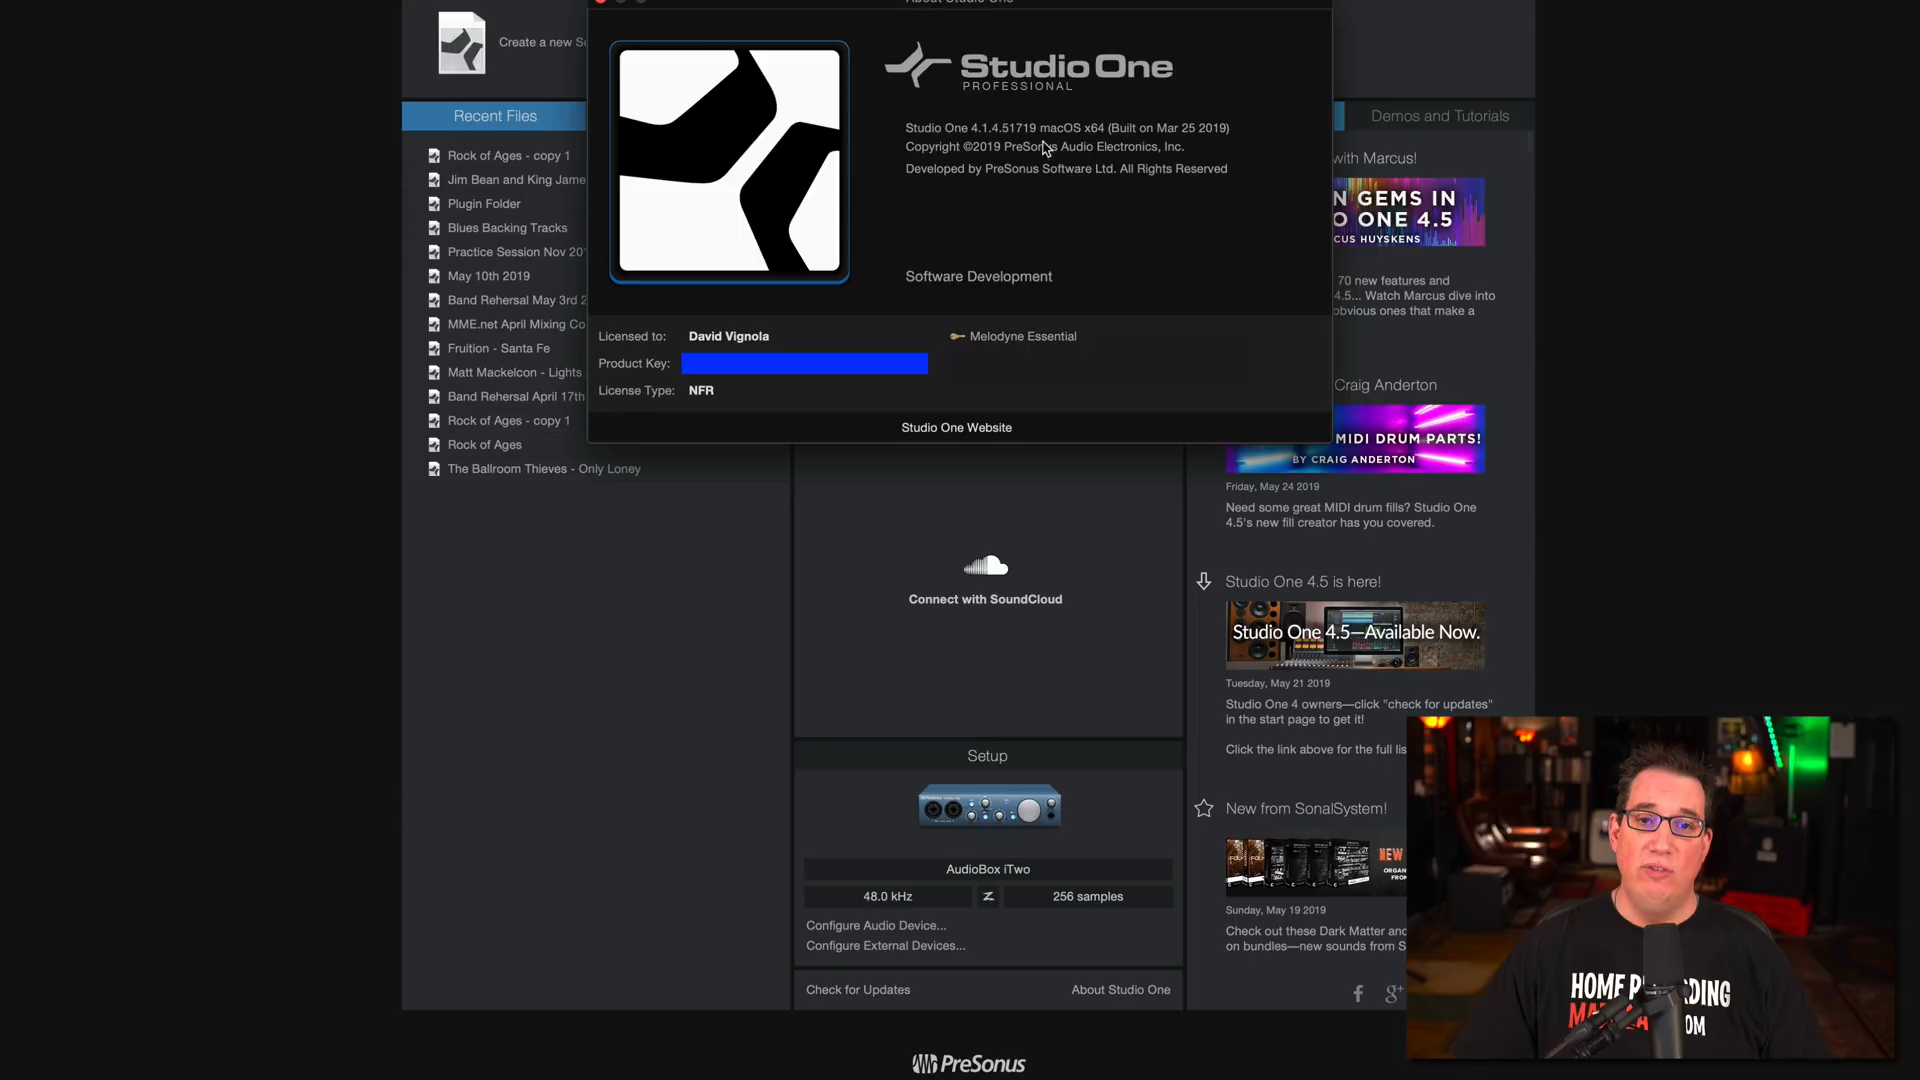 About Studio One
Create a new So
Studio One
PROFESSIONAL
Studio One 4.1.4.51719 macOS x64 (Built on Mar 25 2019)
Copyright ©2019 PreSonus Audio Electronics, Inc.
Developed by PreSonus Software Ltd. All Rights Reserved
Software Development
Licensed to: David Vignola
Melodyne Essential
Product Key:
License Type: NFR
Studio One Website
Recent Files
Rock of Ages - copy 1
Jim Bean and King Jame
Plugin Folder
Blues Backing Tracks
Practice Session Nov 201
May 10th 2019
Band Rehersal May 3rd 2
MME.net April Mixing Co
Fruition - Santa Fe
Matt Mackelcon - Lights
Band Rehersal April 17th
Rock of Ages - copy 1
Rock of Ages
The Ballroom Thieves - Only Loney
Connect with SoundCloud
Setup
AudioBox iTwo
48.0 kHz
256 samples
Configure Audio Device...
Configure External Devices...
Check for Updates
About Studio One
Demos and Tutorials
with Marcus!
N GEMS IN
O ONE 4.5
CUS HUYSKENS
70 new features and
4.5... Watch Marcus dive into
obvious ones that make a
Craig Anderton
MIDI DRUM PARTS!
BY CRAIG ANDERTON
Friday, May 24 2019
Need some great MIDI drum fills? Studio One
4.5's new fill creator has you covered.
Studio One 4.5 is here!
Studio One 4.5—Available Now.
Tuesday, May 21 2019
Studio One 4 owners—click "check for updates"
in the start page to get it!
Click the link above for the full lis
New from SonalSystem!
NEW
ORGAN
FROM
Sunday, May 19 2019
Check out these Dark Matter and
on bundles—new sounds from S
PreSonus